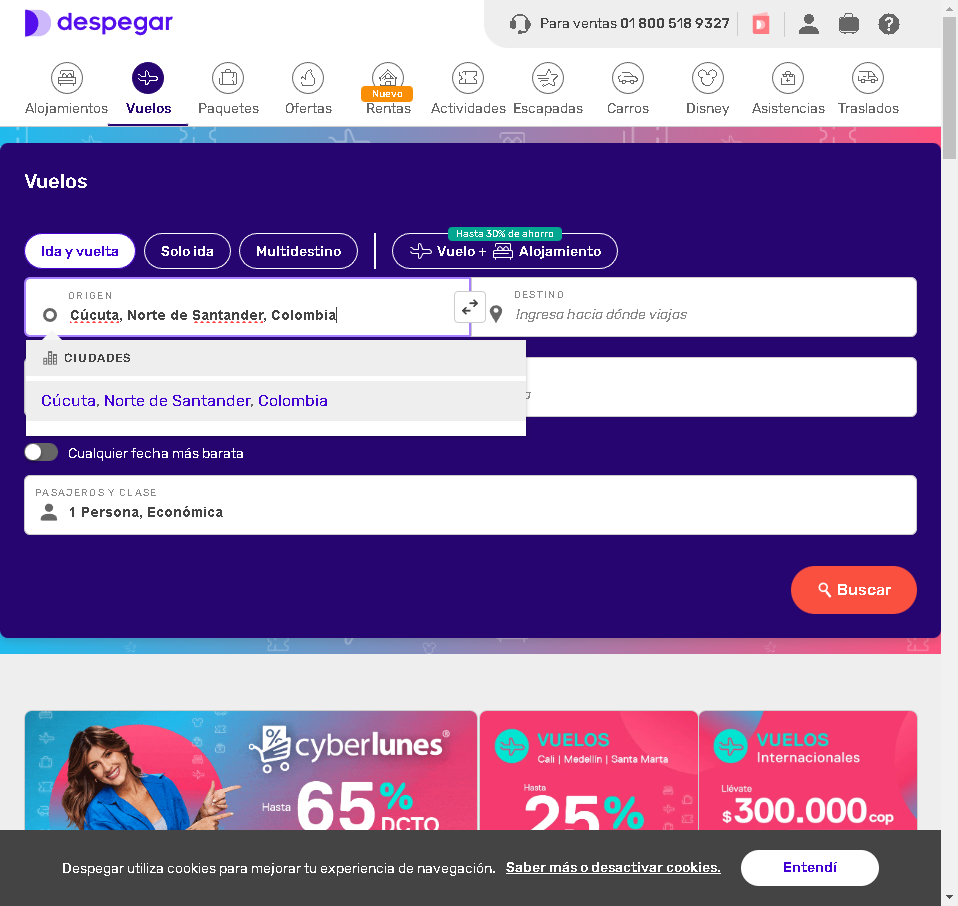 despegar
Para ventas 01 800 518 9327
Alojamientos
Vuelos
Paquetes
Ofertas
Nuevo
Rentas
Actividades
Escapadas
Carros
Disney
Asistencias
Traslados
Vuelos
Hasta 30% de ahorro
Ida y vuelta
Solo ida
Multidestino
Vuelo + Alojamiento
ORIGEN
Cúcuta, Norte de Santander, Colombia
DESTINO
Ingresa hacia dónde viajas
CIUDADES
Cúcuta, Norte de Santander, Colombia
Cualquier fecha más barata
PASAJEROS Y CLASE
1 Persona, Económica
Buscar
cyberlunes®
Hasta 65% DCTO
VUELOS
Cali | Medellín | Santa Marta
Hasta
25%
VUELOS
Internacionales
Llévate
$300.000 COP
Despegar utiliza cookies para mejorar tu experiencia de navegación. Saber más o desactivar cookies. Entendí